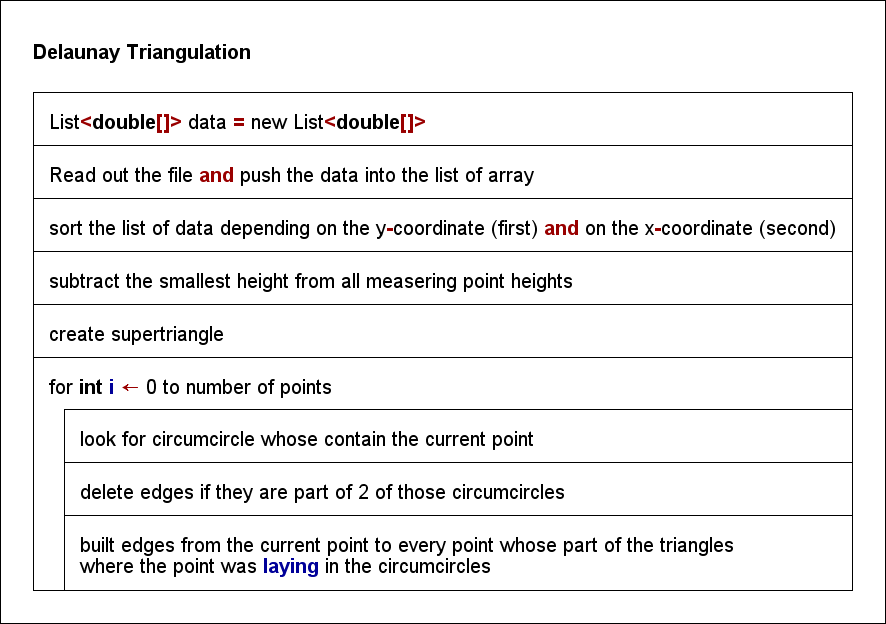 Delaunay Triangulation
List<double[]> data = new List<double[]>
Read out the file and push the data into the list of array
sort the list of data depending on the y-coordinate (first) and on the x-coordinate (second)
subtract the smallest height from all measering point heights
create supertriangle
for int i ← 0 to number of points
look for circumcircle whose contain the current point
delete edges if they are part of 2 of those circumcircles
built edges from the current point to every point whose part of the triangles
where the point was laying in the circumcircles